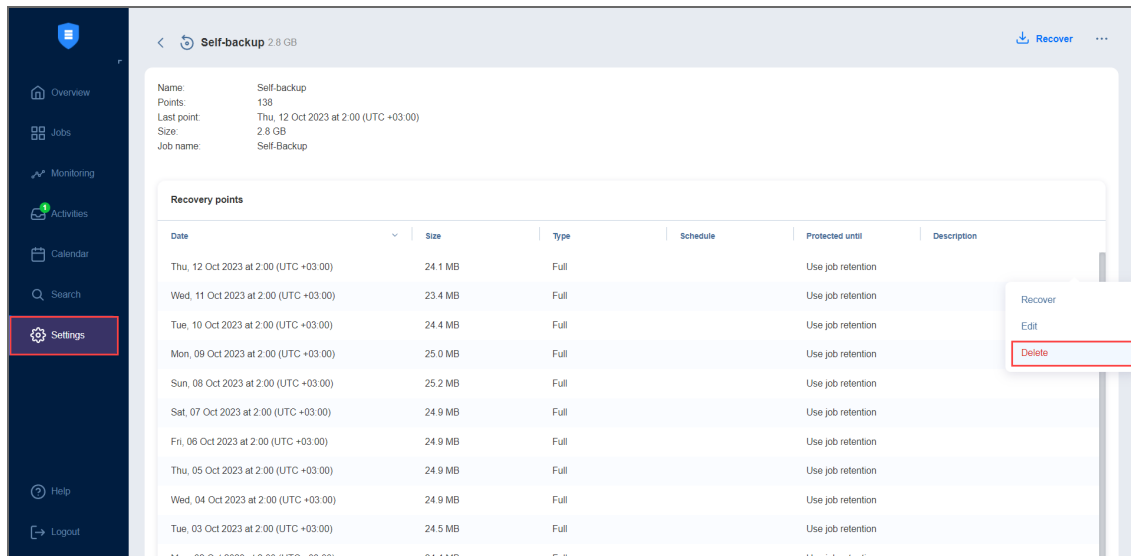 Self-backup 2.8 GB
Recover
Overview
Jobs
Monitoring
1
Activities
Calendar
Search
Settings
Help
Logout
Name: Self-backup
Points: 138
Last point: Thu, 12 Oct 2023 at 2:00 (UTC +03:00)
Size: 2.8 GB
Job name: Self-Backup
Recovery points
Date Size Type Schedule Protected until Description
Thu, 12 Oct 2023 at 2:00 (UTC +03:00) 24.1 MB Full Use job retention
Wed, 11 Oct 2023 at 2:00 (UTC +03:00) 23.4 MB Full Use job retention
Tue, 10 Oct 2023 at 2:00 (UTC +03:00) 24.4 MB Full Use job retention
Mon, 09 Oct 2023 at 2:00 (UTC +03:00) 25.0 MB Full Use job retention
Sun, 08 Oct 2023 at 2:00 (UTC +03:00) 25.2 MB Full Use job retention
Sat, 07 Oct 2023 at 2:00 (UTC +03:00) 24.9 MB Full Use job retention
Fri, 06 Oct 2023 at 2:00 (UTC +03:00) 24.9 MB Full Use job retention
Thu, 05 Oct 2023 at 2:00 (UTC +03:00) 24.9 MB Full Use job retention
Wed, 04 Oct 2023 at 2:00 (UTC +03:00) 24.9 MB Full Use job retention
Tue, 03 Oct 2023 at 2:00 (UTC +03:00) 24.5 MB Full Use job retention
Recover
Edit
Delete